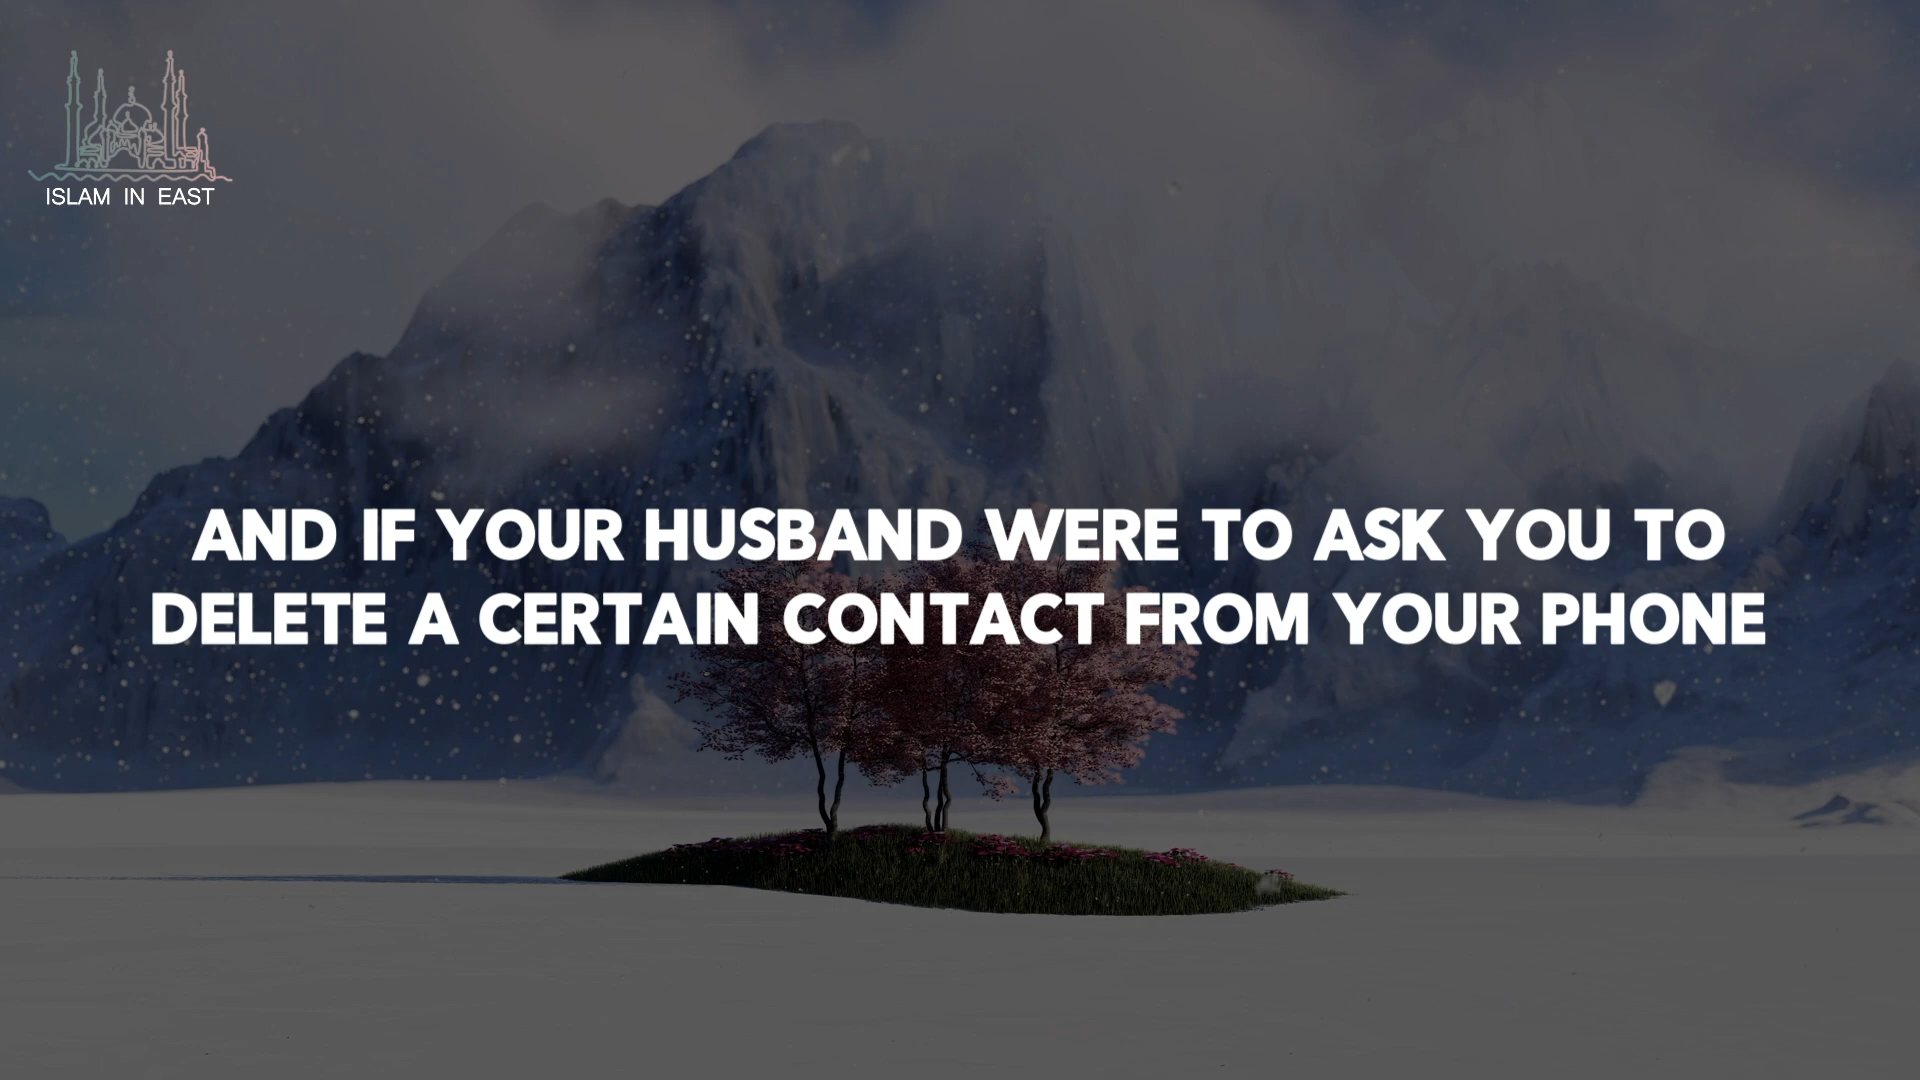 ISLAM IN EAST
AND IF YOUR HUSBAND WERE TO ASK YOU TO
DELETE A CERTAIN CONTACT FROM YOUR PHONE